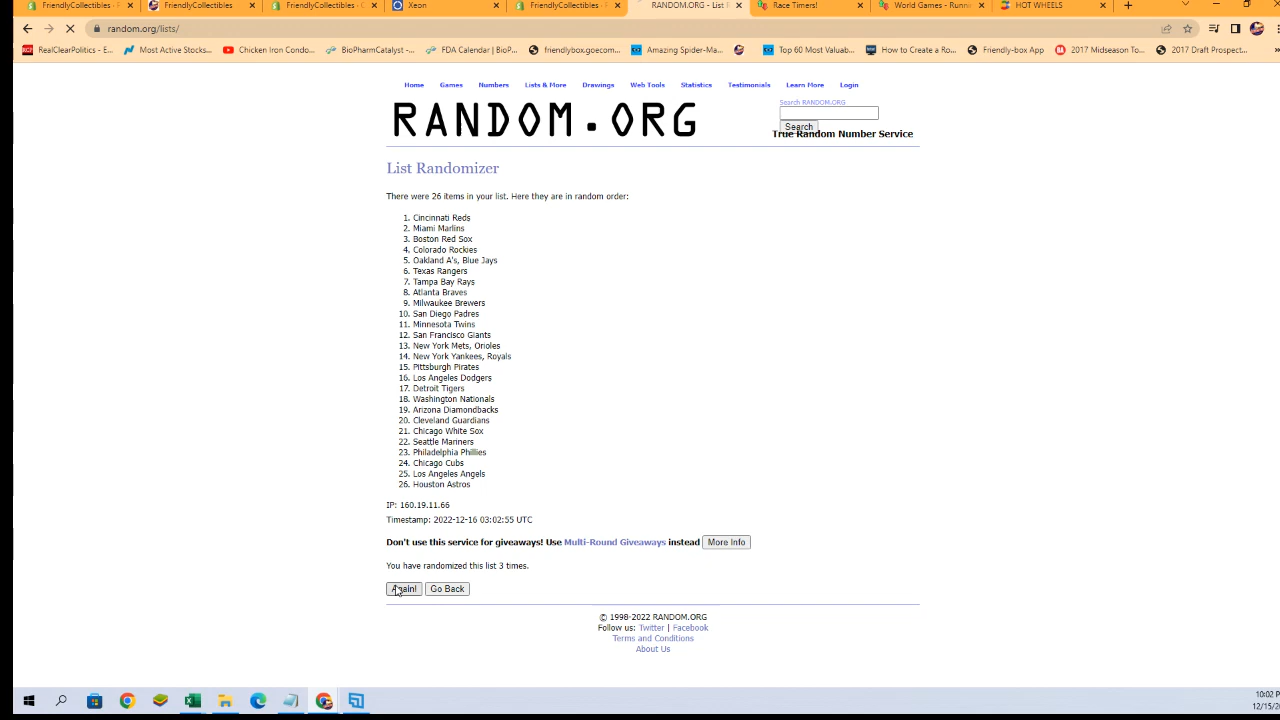 FriendlyCollectibles - F
FriendlyCollectibles
FriendlyCollectibles - C
Xeon
FriendlyCollectibles - F
RANDOM.ORG - List F
Race Timers!
World Games - Runni
HOT WHEELS
random.org/lists/
RealClearPolitics - E...
Most Active Stocks...
Chicken Iron Condo...
BioPharmCatalyst -...
FDA Calendar | BioP...
friendlybox.goecom...
Amazing Spider-Ma...
Top 60 Most Valuab...
How to Create a Ro...
Friendly-box Admin
2017 Midseason To...
2017 Draft Prospect...
Home Games Numbers Lists & More Drawings Web Tools Statistics Testimonials Learn More Login
RANDOM.ORG
Search RANDOM.ORG
Search
True Random Number Service
List Randomizer
There were 26 items in your list. Here they are in random order:
1. Cincinnati Reds
2. Miami Marlins
3. Boston Red Sox
4. Colorado Rockies
5. Oakland A's, Blue Jays
6. Texas Rangers
7. Tampa Bay Rays
8. Atlanta Braves
9. Milwaukee Brewers
10. San Diego Padres
11. Minnesota Twins
12. San Francisco Giants
13. New York Mets, Orioles
14. New York Yankees, Royals
15. Pittsburgh Pirates
16. Los Angeles Dodgers
17. Detroit Tigers
18. Washington Nationals
19. Arizona Diamondbacks
20. Cleveland Guardians
21. Chicago White Sox
22. Seattle Mariners
23. Philadelphia Phillies
24. Chicago Cubs
25. Los Angeles Angels
26. Houston Astros
IP: 160.19.11.66
Timestamp: 2022-12-16 03:02:55 UTC
Don't use this service for giveaways! Use Multi-Round Giveaways instead More Info
You have randomized this list 3 times.
Again! Go Back
© 1998-2022 RANDOM.ORG
Follow us: Twitter | Facebook
Terms and Conditions
About Us
10:02
12/15/2